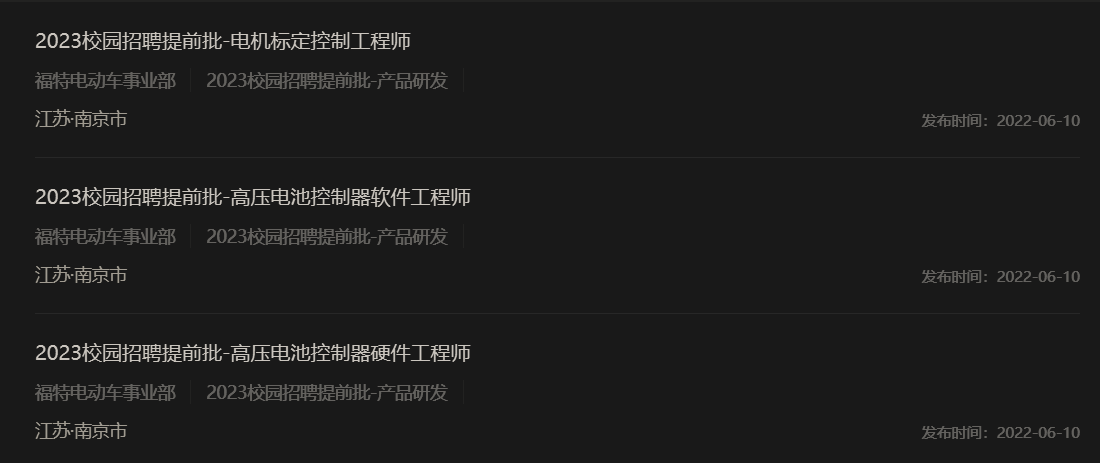 2023校园招聘提前批-电机标定控制工程师
福特电动车事业部 2023校园招聘提前批-产品研发
江苏·南京市 发布时间：2022-06-10
2023校园招聘提前批-高压电池控制器软件工程师
福特电动车事业部 2023校园招聘提前批-产品研发
江苏·南京市 发布时间：2022-06-10
2023校园招聘提前批-高压电池控制器硬件工程师
福特电动车事业部 2023校园招聘提前批-产品研发
江苏·南京市 发布时间：2022-06-10